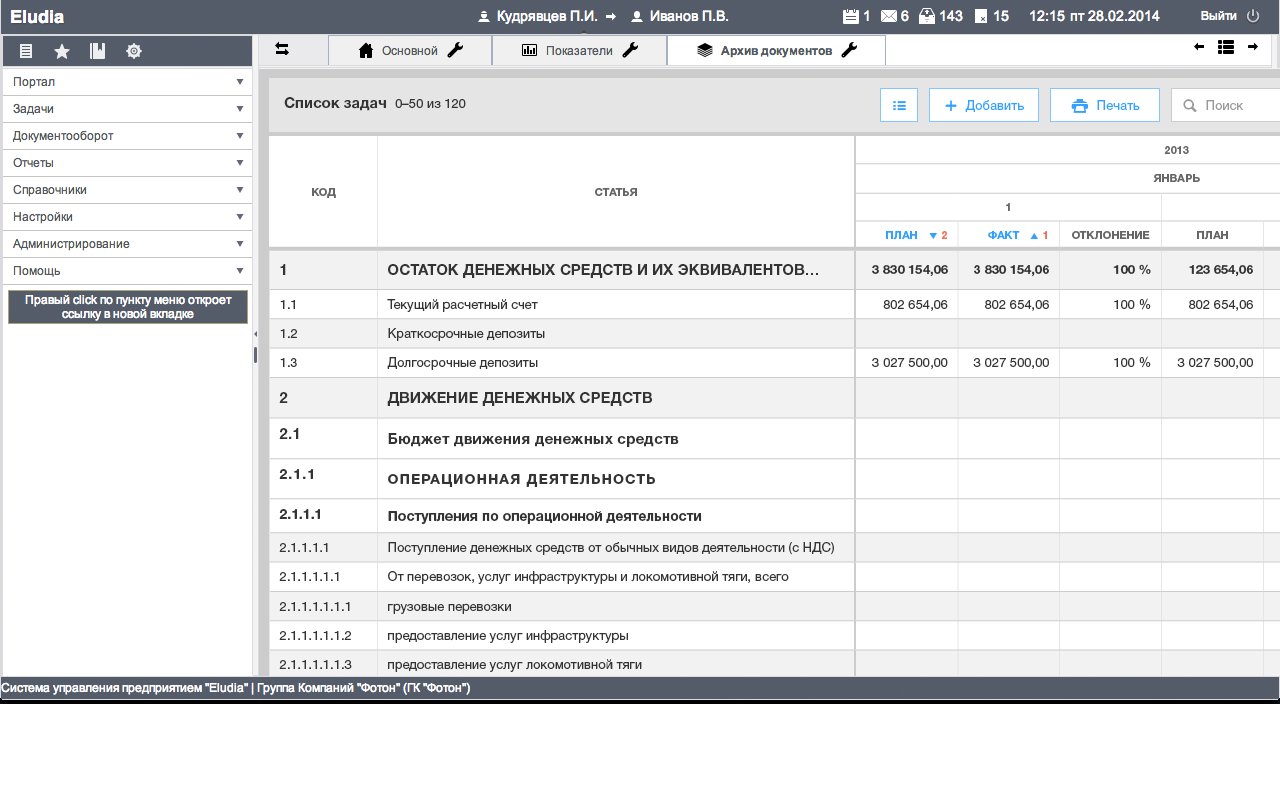 Eludia
Кудрявцев П.И. → Иванов П.В.
1 6 143 15 12:15 пт 28.02.2014 Выйти
Основной Показатели Архив документов
Портал
Задачи
Документооборот
Отчеты
Справочники
Настройки
Администрирование
Помощь
Правый click по пункту меню откроет
ссылку в новой вкладке
Список задач 0–50 из 120
+ Добавить Печать Поиск
КОД СТАТЬЯ
2013
ЯНВАРЬ
1
ПЛАН ▼ 2 ФАКТ ▲ 1 ОТКЛОНЕНИЕ ПЛАН
1 ОСТАТОК ДЕНЕЖНЫХ СРЕДСТВ И ИХ ЭКВИВАЛЕНТОВ... 3 830 154,06 3 830 154,06 100 % 123 654,06
1.1 Текущий расчетный счет 802 654,06 802 654,06 100 % 802 654,06
1.2 Краткосрочные депозиты
1.3 Долгосрочные депозиты 3 027 500,00 3 027 500,00 100 % 3 027 500,00
2 ДВИЖЕНИЕ ДЕНЕЖНЫХ СРЕДСТВ
2.1 Бюджет движения денежных средств
2.1.1 ОПЕРАЦИОННАЯ ДЕЯТЕЛЬНОСТЬ
2.1.1.1 Поступления по операционной деятельности
2.1.1.1.1 Поступление денежных средств от обычных видов деятельности (с НДС)
2.1.1.1.1.1 От перевозок, услуг инфраструктуры и локомотивной тяги, всего
2.1.1.1.1.1.1 грузовые перевозки
2.1.1.1.1.1.2 предоставление услуг инфраструктуры
2.1.1.1.1.1.3 предоставление услуг локомотивной тяги
Система управления предприятием "Eludia" | Группа Компаний "Фотон" (ГК "Фотон")